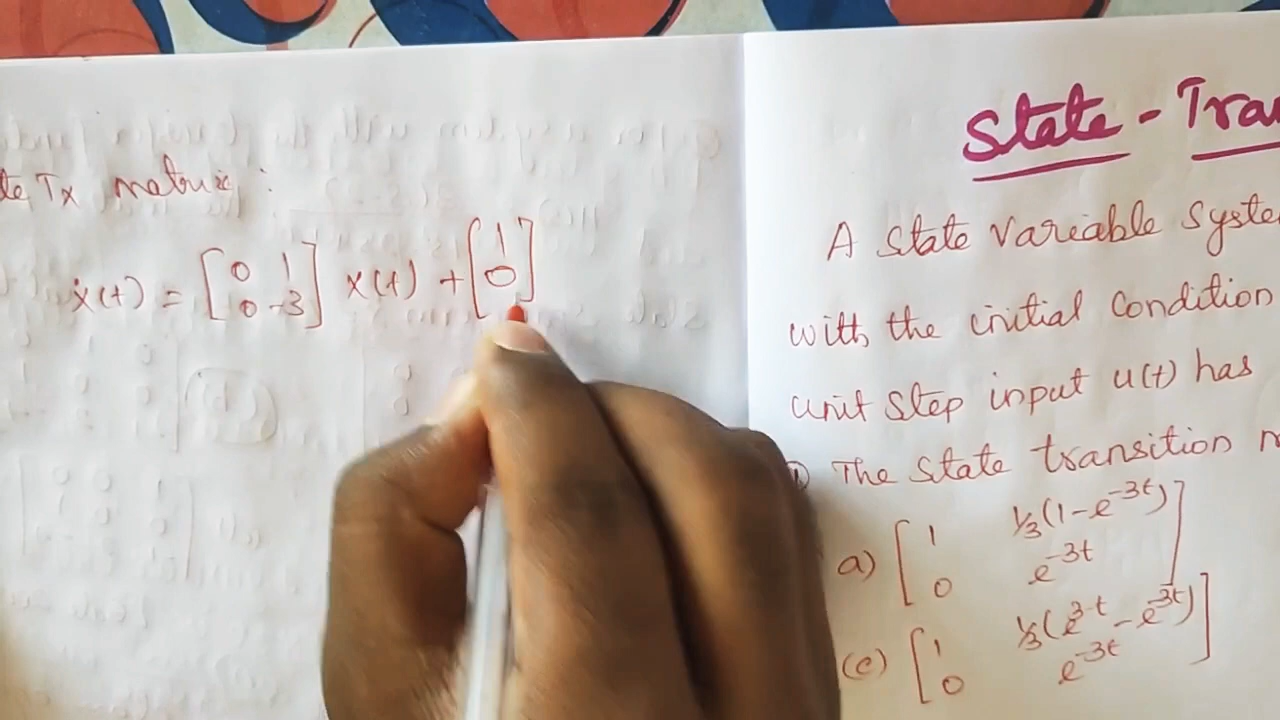 te Tx matrix :
ẋ(t) = [ 0 1
0 -3 ] x(t) + [ 1
0 ]
State - Tra
A State Variable Syste
with the initial Condition
unit Step input u(t) has
The State transition
a) [ 1 1/3(1-e^-3t)
0 e^-3t ]
(c) [ 1 1/3(e^3-t - e^-3t)
0 e^-3t ]